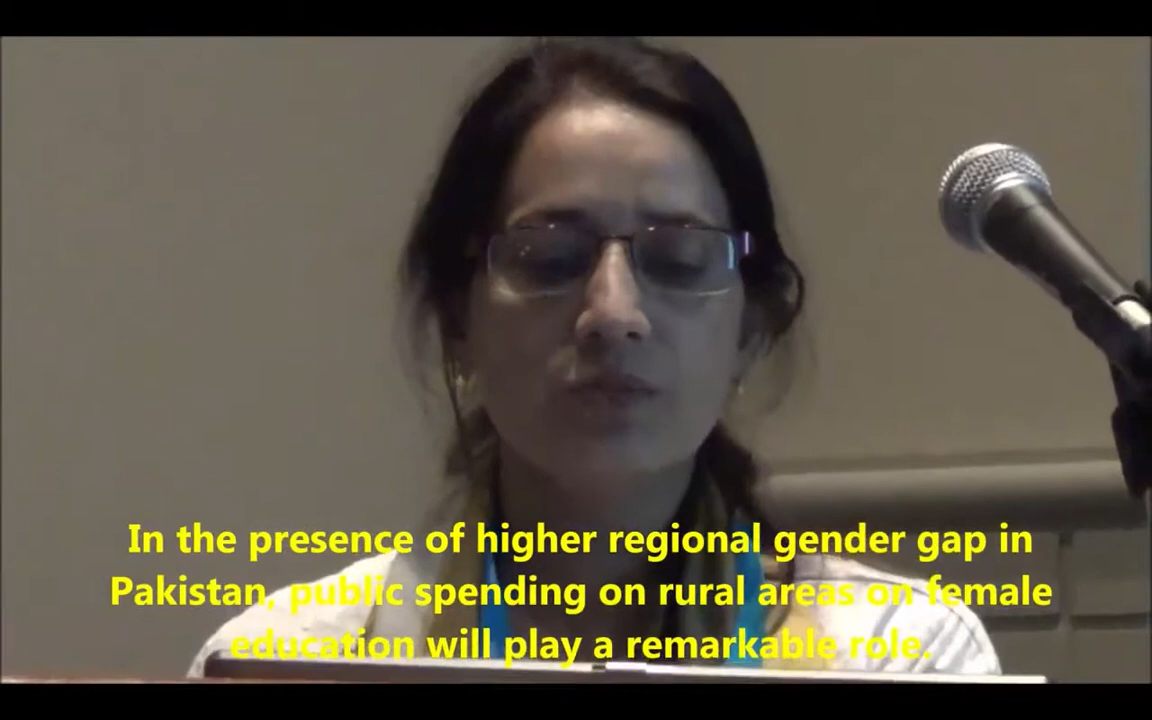 In the presence of higher regional gender gap in
Pakistan, public spending on rural areas on female
education will play a remarkable role.